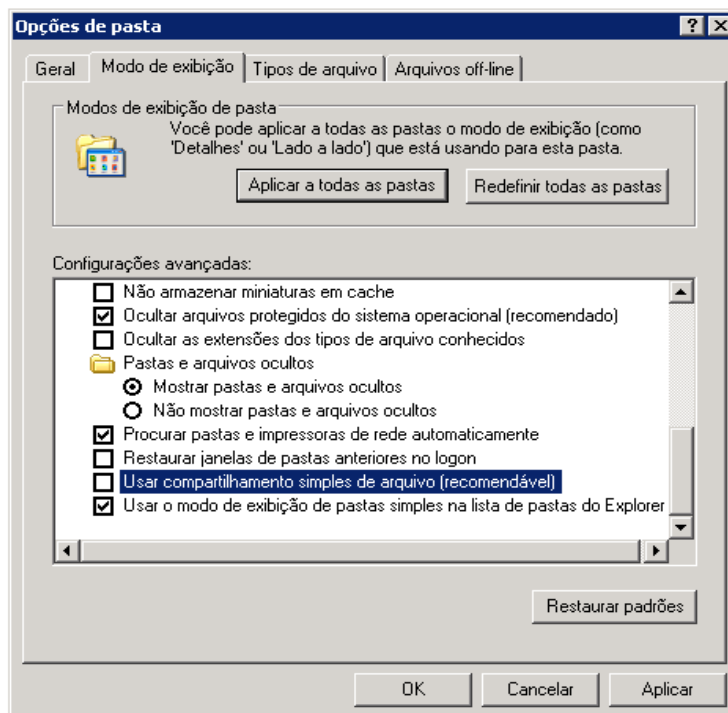 Opções de pasta
Geral
Modo de exibição
Tipos de arquivo
Arquivos off-line
Modos de exibição de pasta
Você pode aplicar a todas as pastas o modo de exibição (como
'Detalhes' ou 'Lado a lado') que está usando para esta pasta.
Aplicar a todas as pastas
Redefinir todas as pastas
Configurações avançadas:
Não armazenar miniaturas em cache
Ocultar arquivos protegidos do sistema operacional (recomendado)
Ocultar as extensões dos tipos de arquivo conhecidos
Pastas e arquivos ocultos
Mostrar pastas e arquivos ocultos
Não mostrar pastas e arquivos ocultos
Procurar pastas e impressoras de rede automaticamente
Restaurar janelas de pastas anteriores no logon
Usar compartilhamento simples de arquivo (recomendável)
Usar o modo de exibição de pastas simples na lista de pastas do Explorer
Restaurar padrões
OK
Cancelar
Aplicar